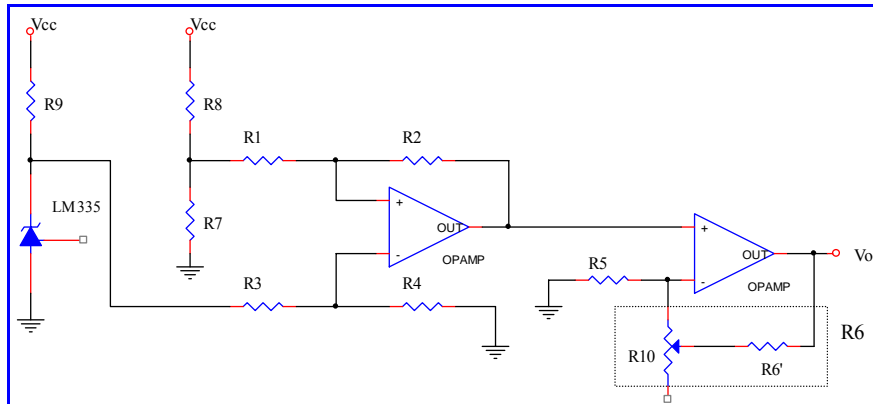 Vcc
Vcc
R9
R8
R1
R2
LM335
R7
+
-
OUT
OPAMP
+
-
OUT
OPAMP
Vo
R3
R4
R5
R10
R6'
R6